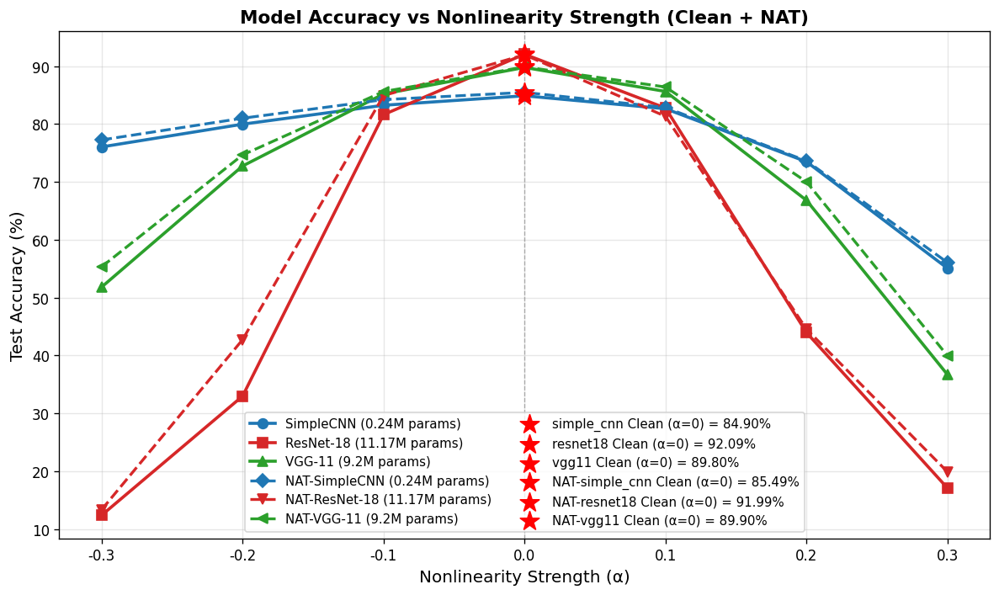 Model Accuracy vs Nonlinearity Strength (Clean + NAT)
Test Accuracy (%)
90
80
70
60
50
40
30
20
10
SimpleCNN (0.24M params)
ResNet-18 (11.17M params)
VGG-11 (9.2M params)
NAT-SimpleCNN (0.24M params)
NAT-ResNet-18 (11.17M params)
NAT-VGG-11 (9.2M params)
simple_cnn Clean (α=0) = 84.90%
resnet18 Clean (α=0) = 92.09%
vgg11 Clean (α=0) = 89.80%
NAT-simple_cnn Clean (α=0) = 85.49%
NAT-resnet18 Clean (α=0) = 91.99%
NAT-vgg11 Clean (α=0) = 89.90%
-0.3 -0.2 -0.1 0.0 0.1 0.2 0.3
Nonlinearity Strength (α)